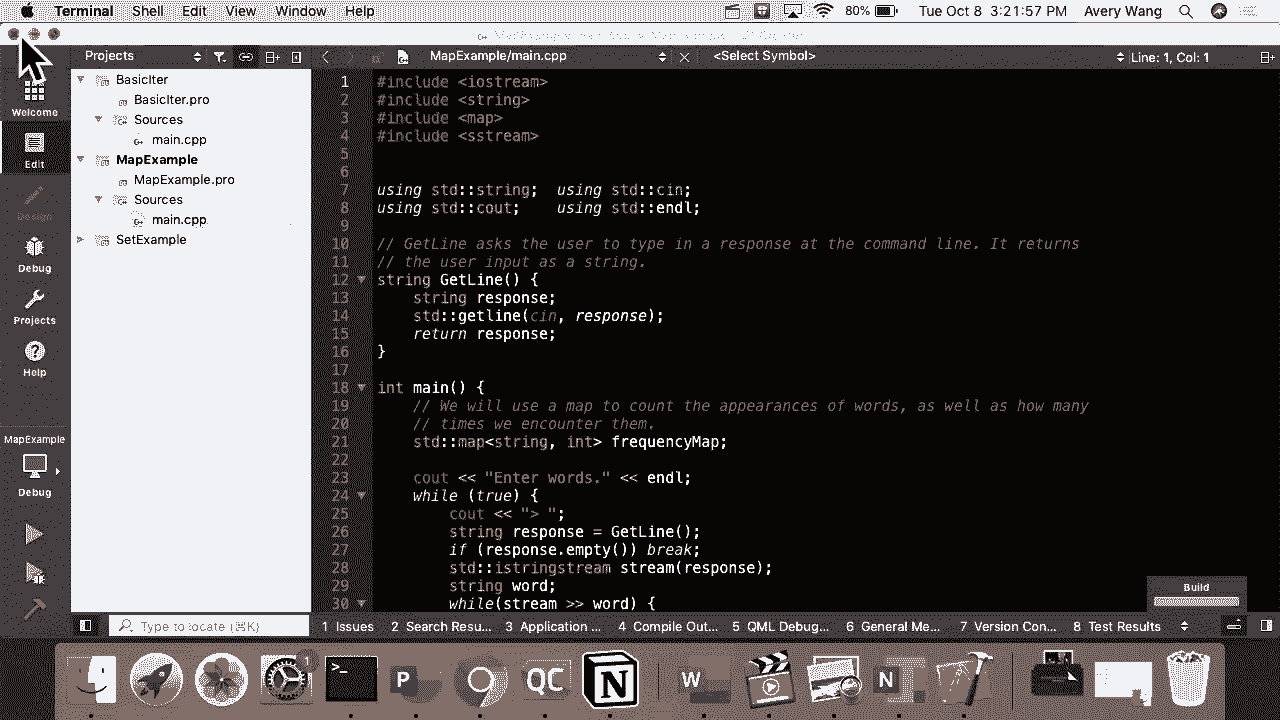 Terminal Shell Edit View Window Help 80% Tue Oct 8 3:21:57 PM Avery Wang
Projects MapExample/main.cpp <Select Symbol> Line: 1, Col: 1
Welcome
Edit
Design
Debug
Projects
Help
MapExample
Debug
BasicIter
BasicIter.pro
Sources
main.cpp
MapExample
MapExample.pro
Sources
main.cpp
SetExample
1 #include <iostream>
2 #include <string>
3 #include <map>
4 #include <sstream>
5
6
7 using std::string; using std::cin;
8 using std::cout; using std::endl;
9
10 // GetLine asks the user to type in a response at the command line. It returns
11 // the user input as a string.
12 string GetLine() {
13 string response;
14 std::getline(cin, response);
15 return response;
16 }
17
18 int main() {
19 // We will use a map to count the appearances of words, as well as how many
20 // times we encounter them.
21 std::map<string, int> frequencyMap;
22
23 cout << "Enter words." << endl;
24 while (true) {
25 cout << "> ";
26 string response = GetLine();
27 if (response.empty()) break;
28 std::istringstream stream(response);
29 string word;
30 while(stream >> word) {
Build
Type to locate (⌘K) 1 Issues 2 Search Resu... 3 Application ... 4 Compile Out... 5 QML Debug... 6 General Me... 7 Version Con... 8 Test Results
1 >_ P QC N W N